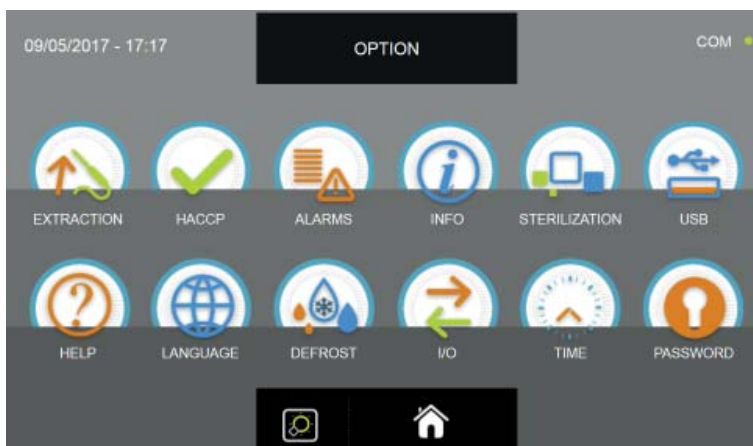 09/05/2017 - 17:17 OPTION COM
EXTRACTION HACCP ALARMS INFO STERILIZATION USB
HELP LANGUAGE DEFROST I/O TIME PASSWORD